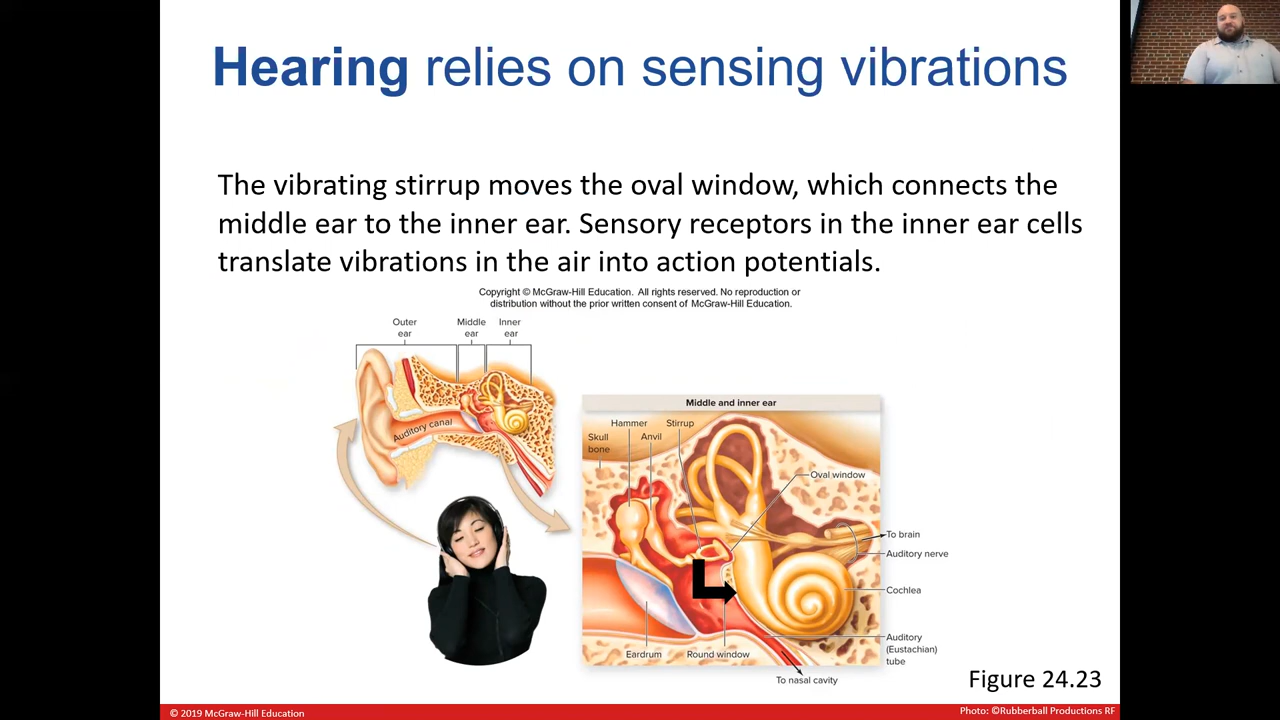 Hearing relies on sensing vibrations
The vibrating stirrup moves the oval window, which connects the
middle ear to the inner ear. Sensory receptors in the inner ear cells
translate vibrations in the air into action potentials.
Copyright © McGraw-Hill Education. All rights reserved. No reproduction or
distribution without the prior written consent of McGraw-Hill Education.
Outer
ear
Middle
ear
Inner
ear
Auditory canal
Middle and inner ear
Hammer
Stirrup
Skull
bone
Anvil
Oval window
To brain
Auditory nerve
Cochlea
Auditory
(Eustachian)
tube
Eardrum
Round window
To nasal cavity
Figure 24.23
© 2019 McGraw-Hill Education
Photo: ©Rubberball Productions RF